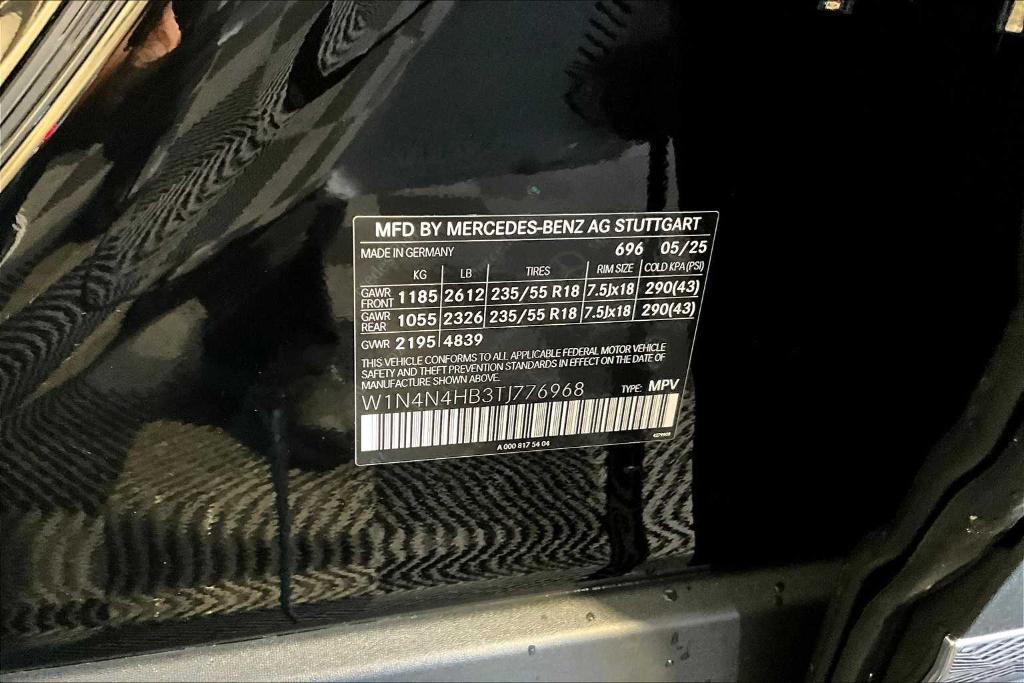 MFD BY MERCEDES-BENZ AG STUTTGART
MADE IN GERMANY 696 05/25
KG LB TIRES RIM SIZE COLD KPA (PSI)
GAWR FRONT 1185 2612 235/55 R18 7.5Jx18 290(43)
GAWR REAR 1055 2326 235/55 R18 7.5Jx18 290(43)
GVWR 2195 4839
THIS VEHICLE CONFORMS TO ALL APPLICABLE FEDERAL MOTOR VEHICLE
SAFETY AND THEFT PREVENTION STANDARDS IN EFFECT ON THE DATE OF
MANUFACTURE SHOWN ABOVE.
W1N4N4HB3TJ776968 TYPE: MPV
A 000 817 54 04